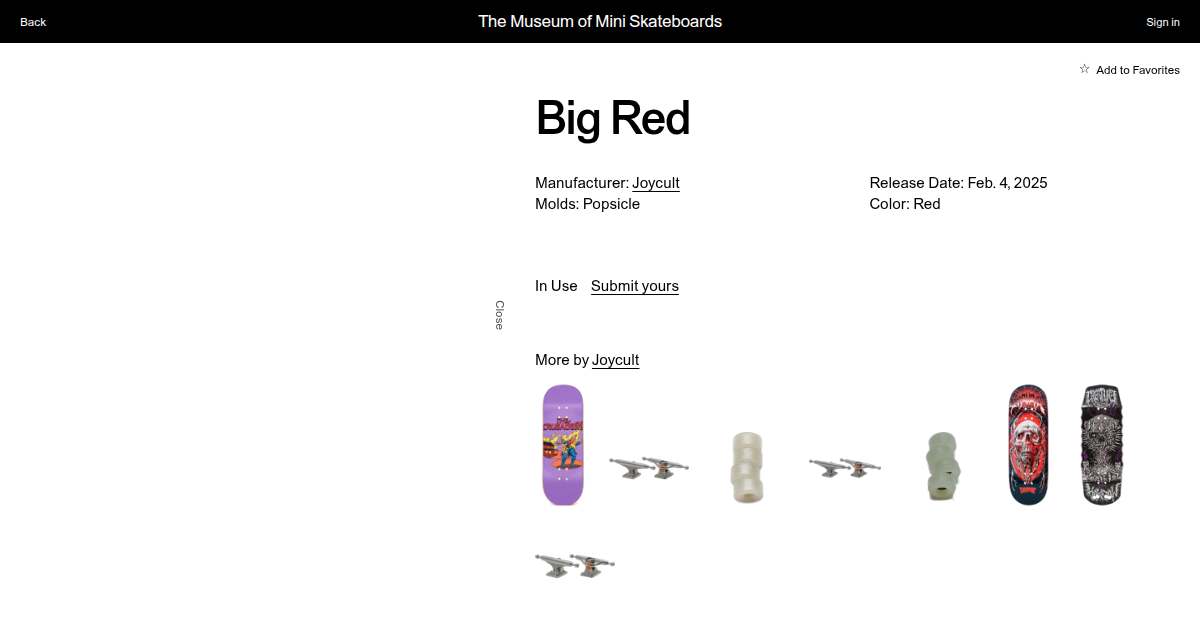 Back
The Museum of Mini Skateboards
Sign in
☆ Add to Favorites
Big Red
Manufacturer: Joycult
Release Date: Feb. 4, 2025
Molds: Popsicle
Color: Red
In Use Submit yours
Close
More by Joycult